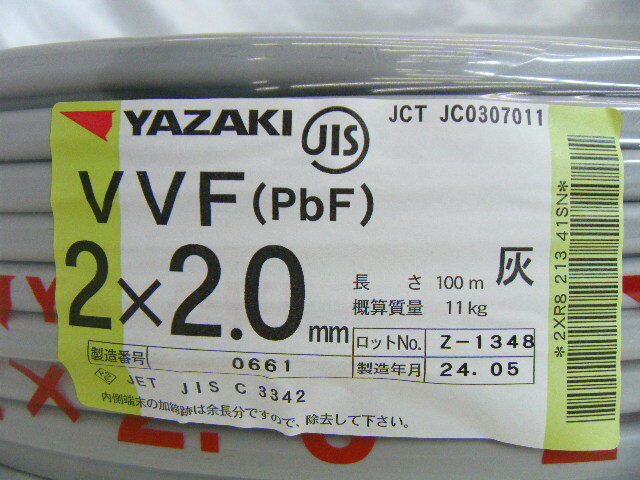 YAZAKI
JIS
JCT JC0307011
VVF(PbF)
2×2.0mm
灰
長 さ 100m
概算質量 11kg
ロットNo. Z-1348
製造番号 0661
製造年月 24.05
JET JIS C 3342
内側端末の加締跡は余長分ですので、除去して下さい。
*2XR8 213 41SN*
YAZ